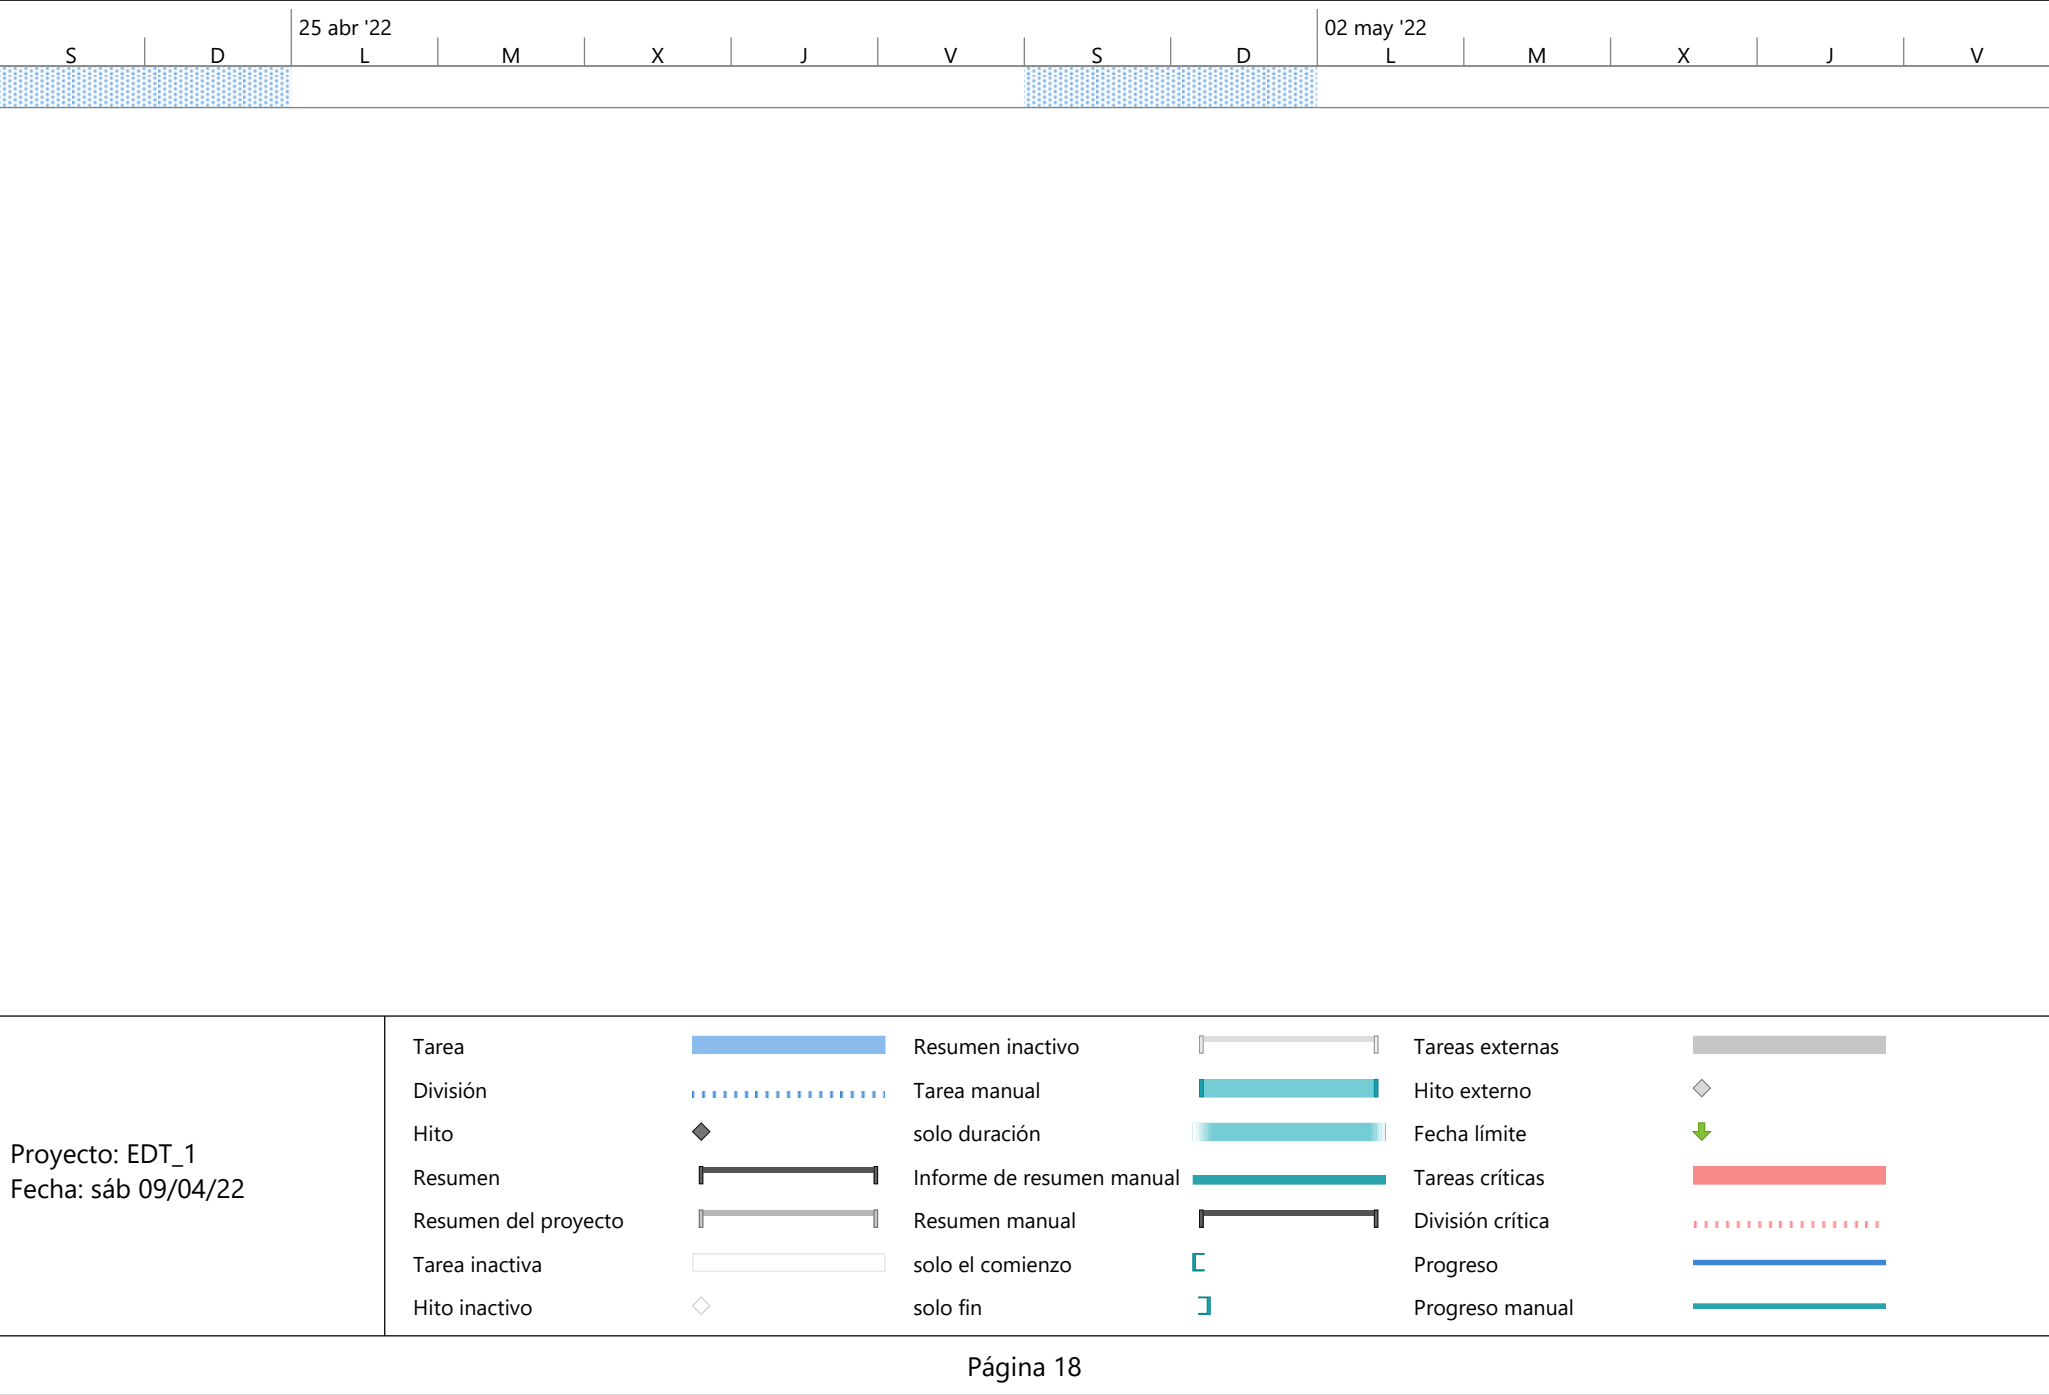 25 abr '22
02 may '22
S D L M X J V S D L M X J V
Proyecto: EDT_1
Fecha: sáb 09/04/22
Tarea
División
Hito
Resumen
Resumen del proyecto
Tarea inactiva
Hito inactivo
Resumen inactivo
Tarea manual
solo duración
Informe de resumen manual
Resumen manual
solo el comienzo
solo fin
Tareas externas
Hito externo
Fecha límite
Tareas críticas
División crítica
Progreso
Progreso manual
Página 18